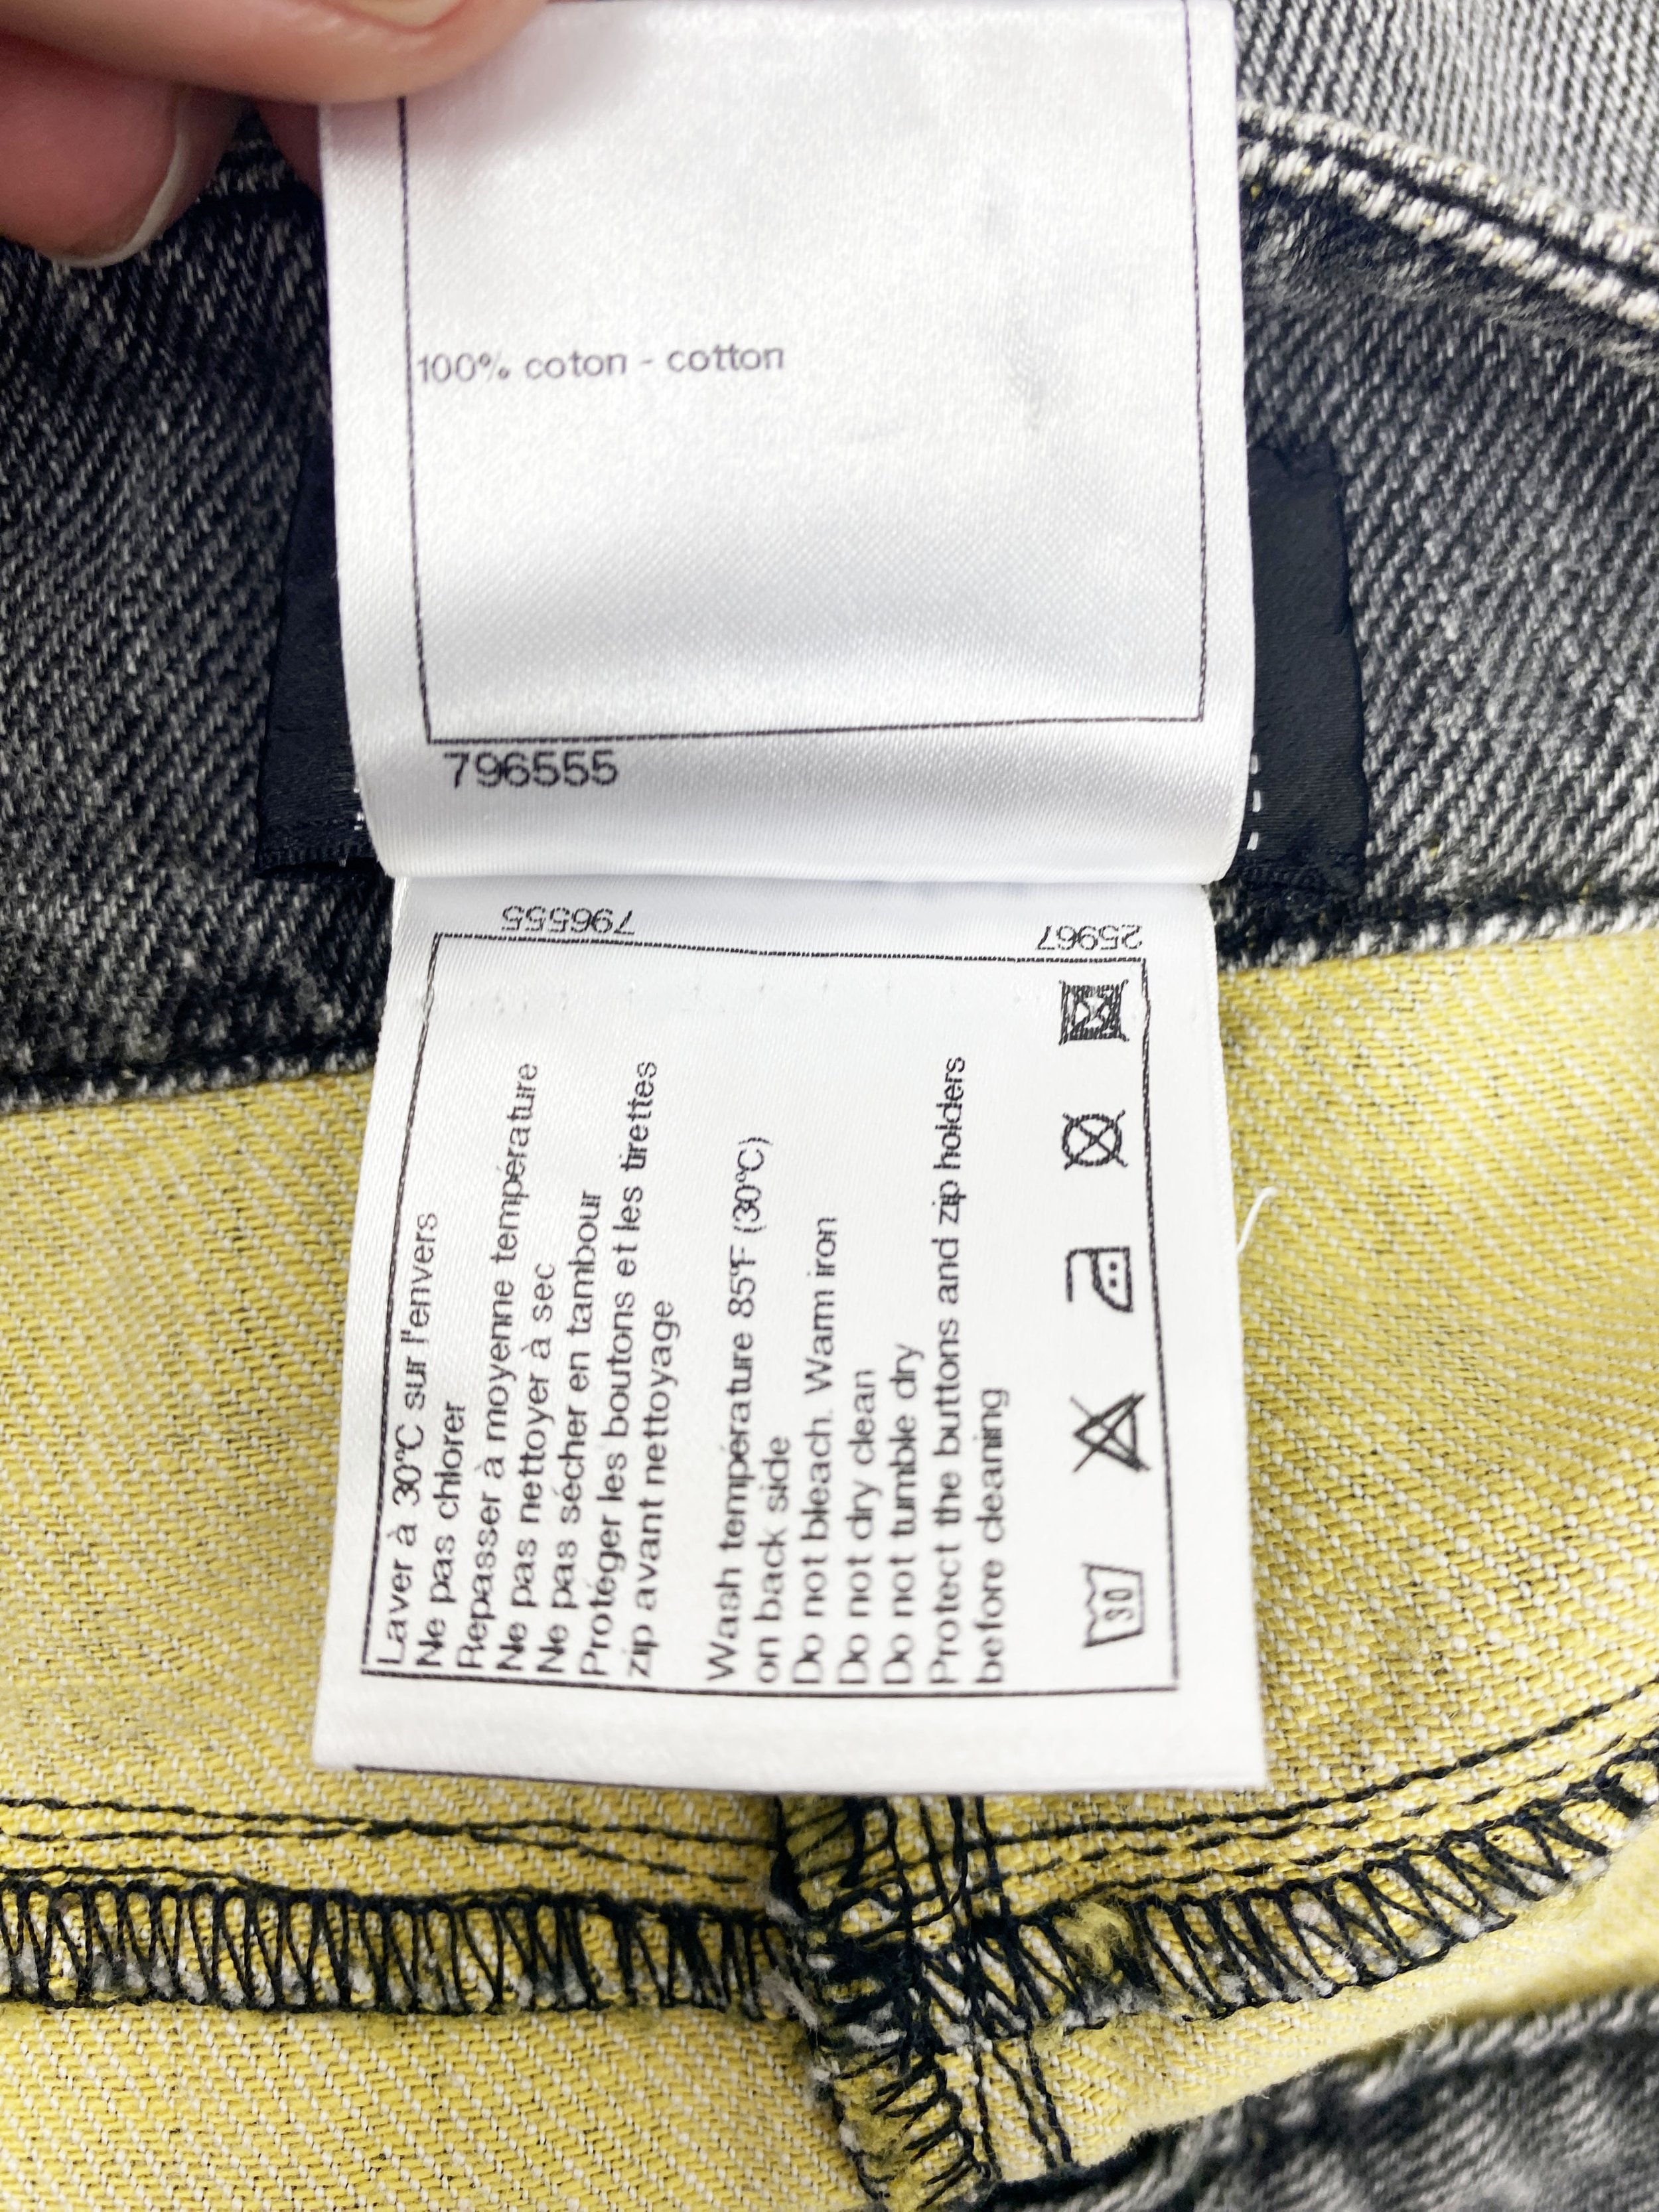 100% coton - cotton
796555
796555
25967
Laver à 30°C sur l'envers
Ne pas chlorer
Repasser à moyenne température
Ne pas nettoyer à sec
Ne pas sécher en tambour
Protéger les boutons et les tirettes
zip avant nettoyage
Wash température 85°F (30°C)
on back side
Do not bleach. Warm iron
Do not dry clean
Do not tumble dry
Protect the buttons and zip holders
before cleaning
30